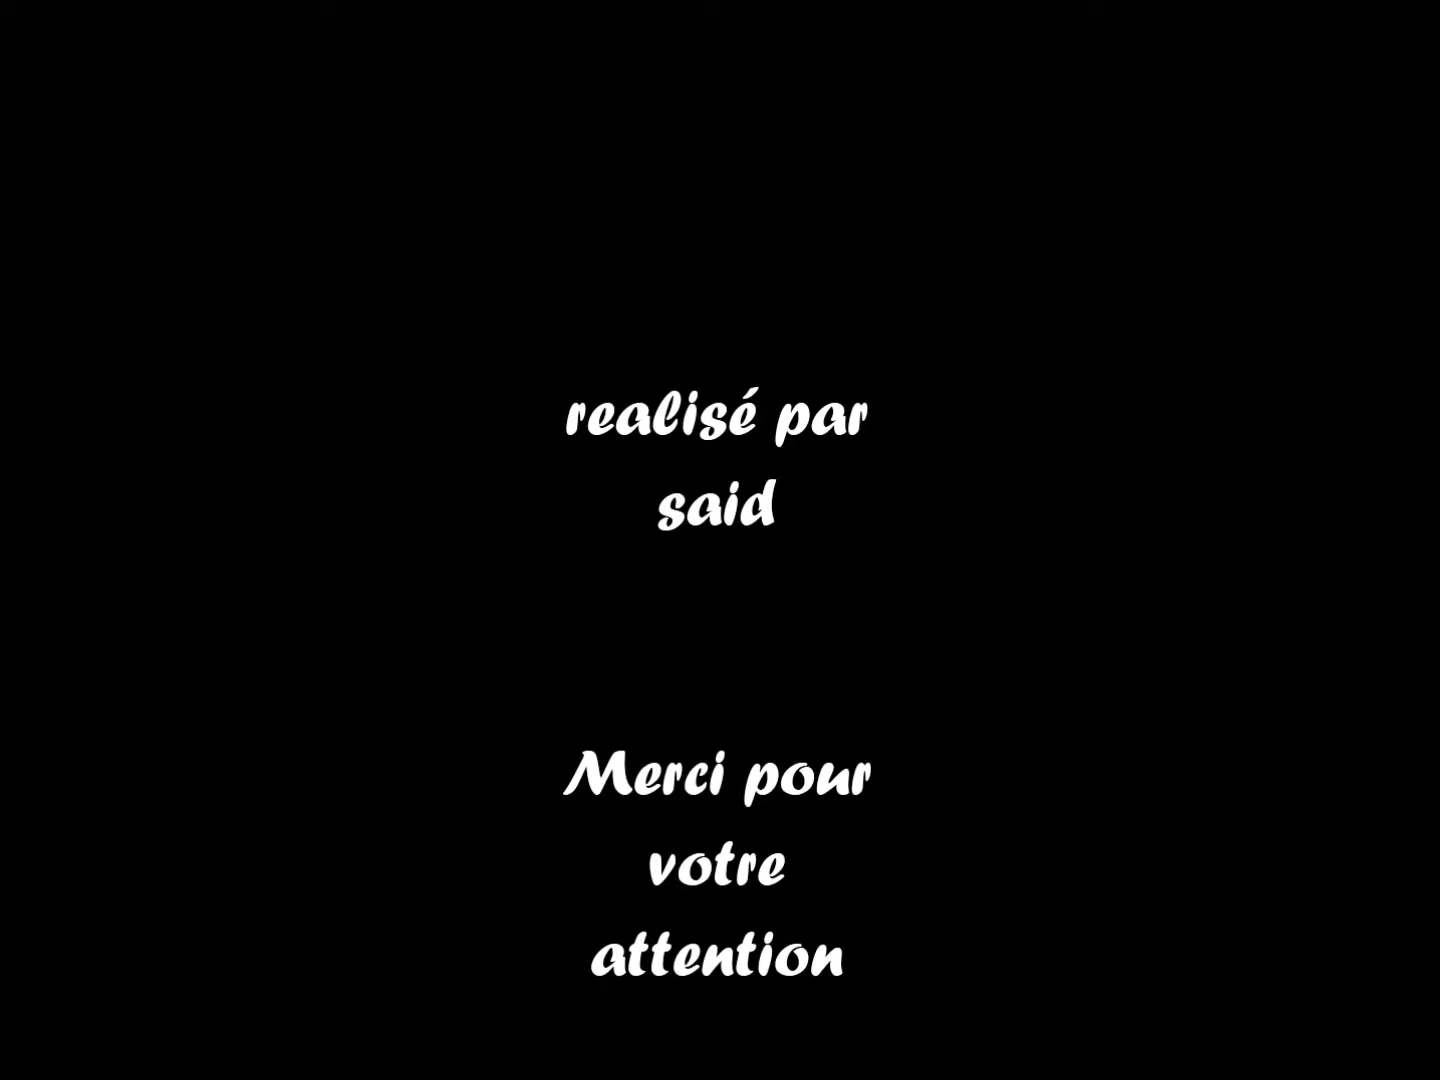 realisé par
said
Merci pour
votre
attention